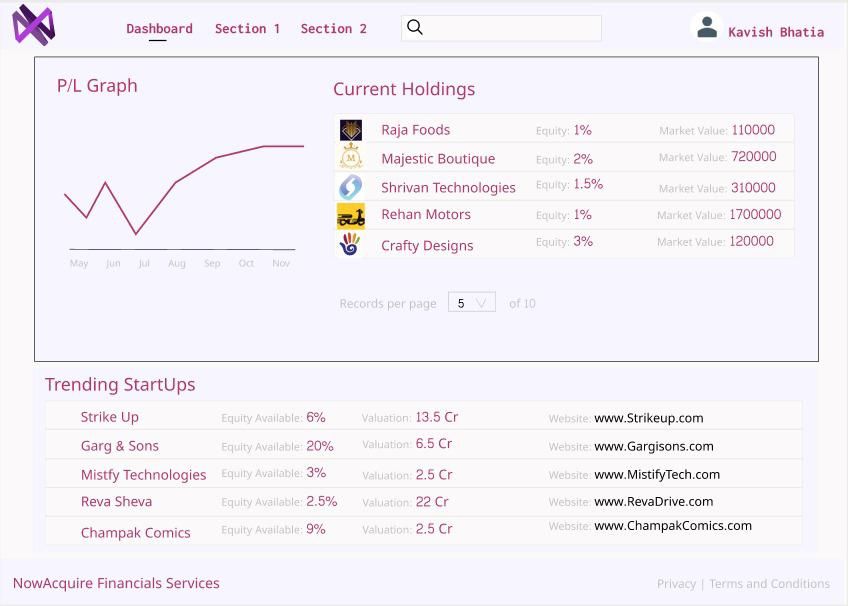 Dashboard Section 1 Section 2 Kavish Bhatia
P/L Graph
May Jun Jul Aug Sep Oct Nov
Current Holdings
Raja Foods Equity: 1% Market Value: 110000
M
Majestic Boutique Equity: 2% Market Value: 720000
Shrivan Technologies Equity: 1.5% Market Value: 310000
Rehan Motors Equity: 1% Market Value: 1700000
Crafty Designs Equity: 3% Market Value: 120000
Records per page 5 of 10
Trending StartUps
Strike Up Equity Available: 6% Valuation: 13.5 Cr Website: www.Strikeup.com
Garg & Sons Equity Available: 20% Valuation: 6.5 Cr Website: www.Gargisons.com
Mistfy Technologies Equity Available: 3% Valuation: 2.5 Cr Website: www.MistifyTech.com
Reva Sheva Equity Available: 2.5% Valuation: 22 Cr Website: www.RevaDrive.com
Champak Comics Equity Available: 9% Valuation: 2.5 Cr Website: www.ChampakComics.com
NowAcquire Financials Services Privacy | Terms and Conditions